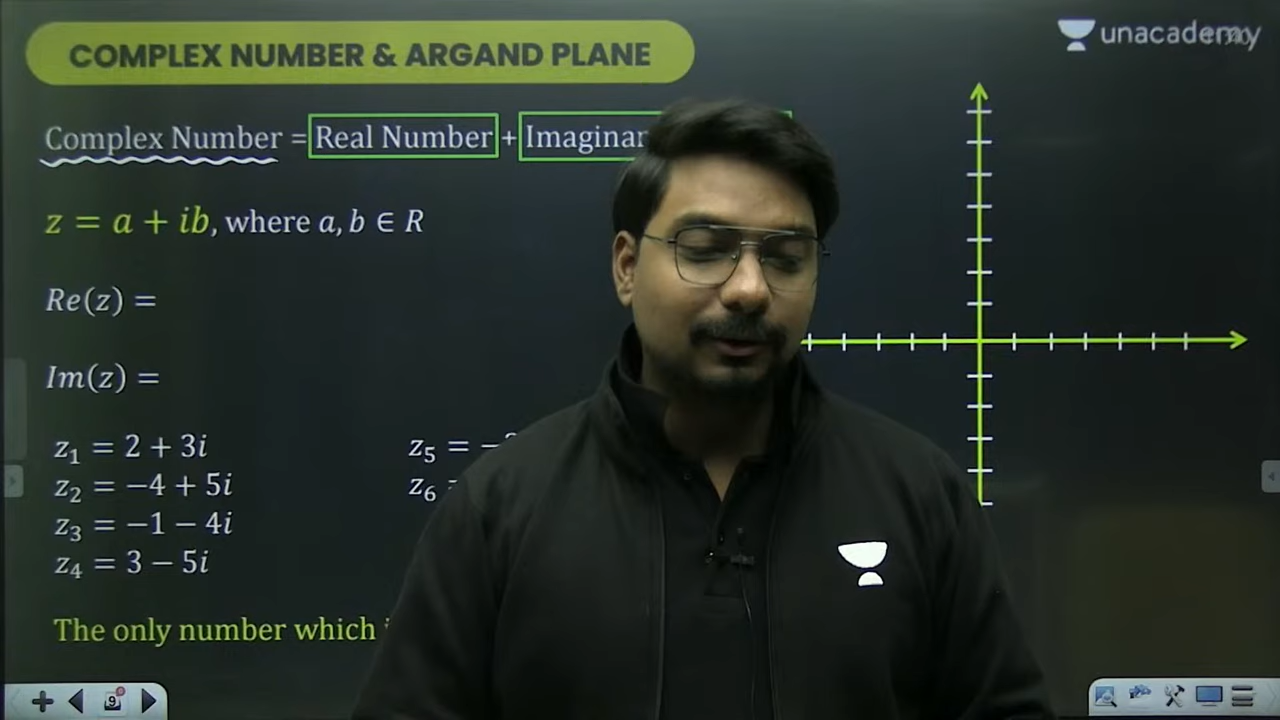 COMPLEX NUMBER & ARGAND PLANE
unacademy
Complex Number = Real Number + Imaginar
z = a + ib, where a, b ∈ R
Re(z) =
Im(z) =
z₁ = 2 + 3i
z₅ = −
z₂ = −4 + 5i
z₆
z₃ = −1 − 4i
z₄ = 3 − 5i
The only number which
9